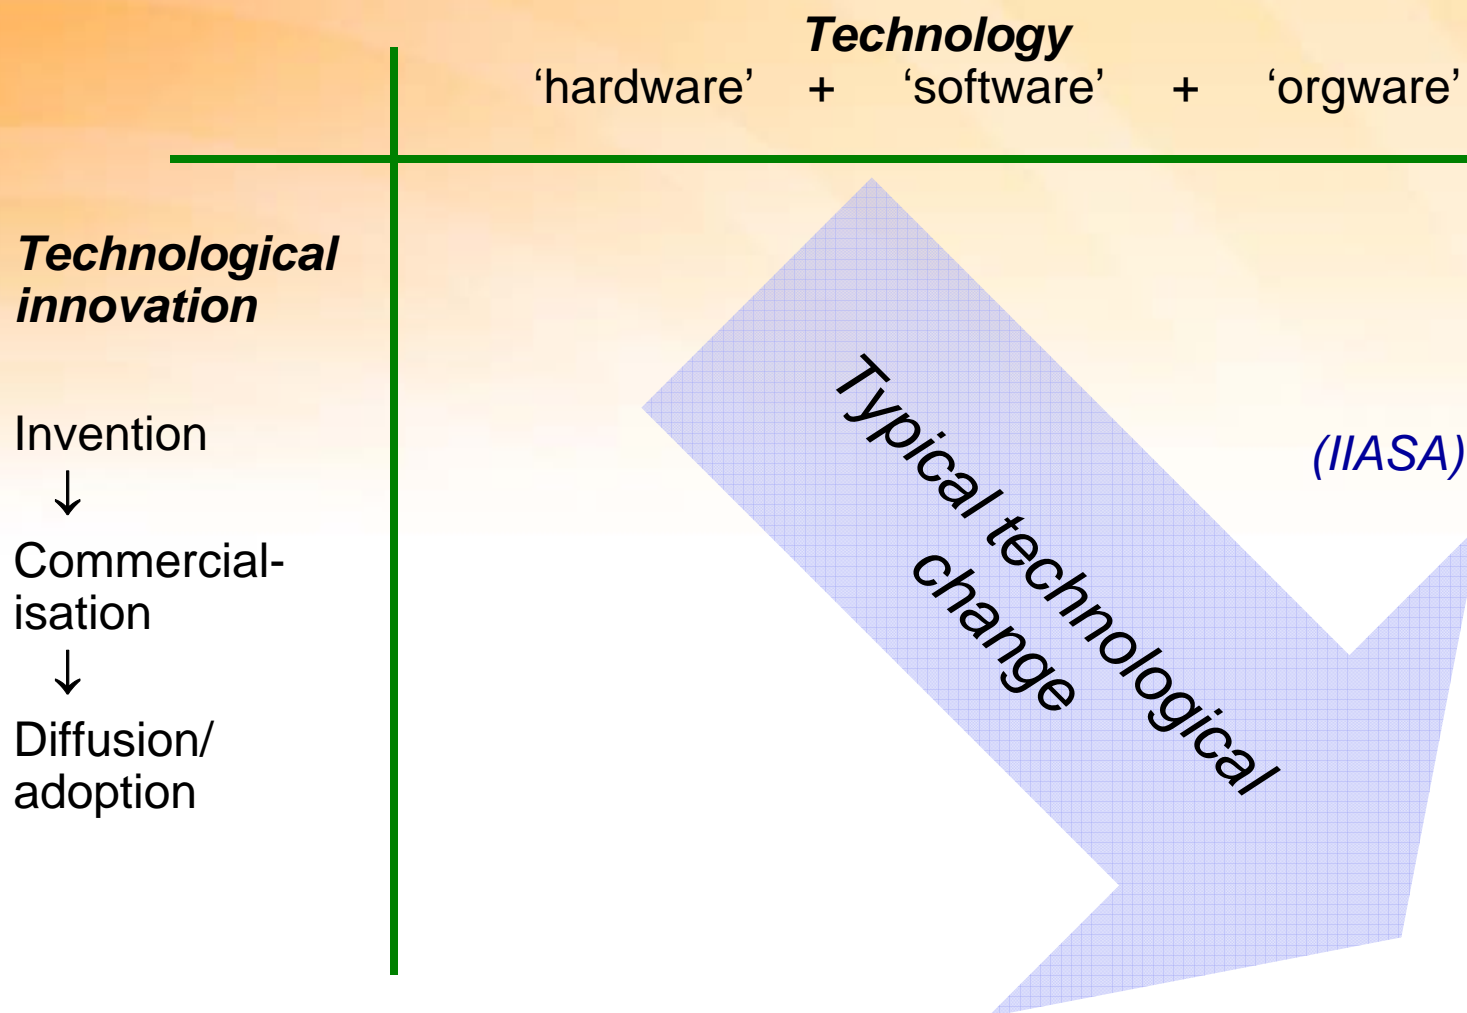 Technology
‘hardware’ + ‘software’ + ‘orgware’
Technological
innovation
Invention
↓
Commercial-
isation
↓
Diffusion/
adoption
Typical technological
change
(IIASA)